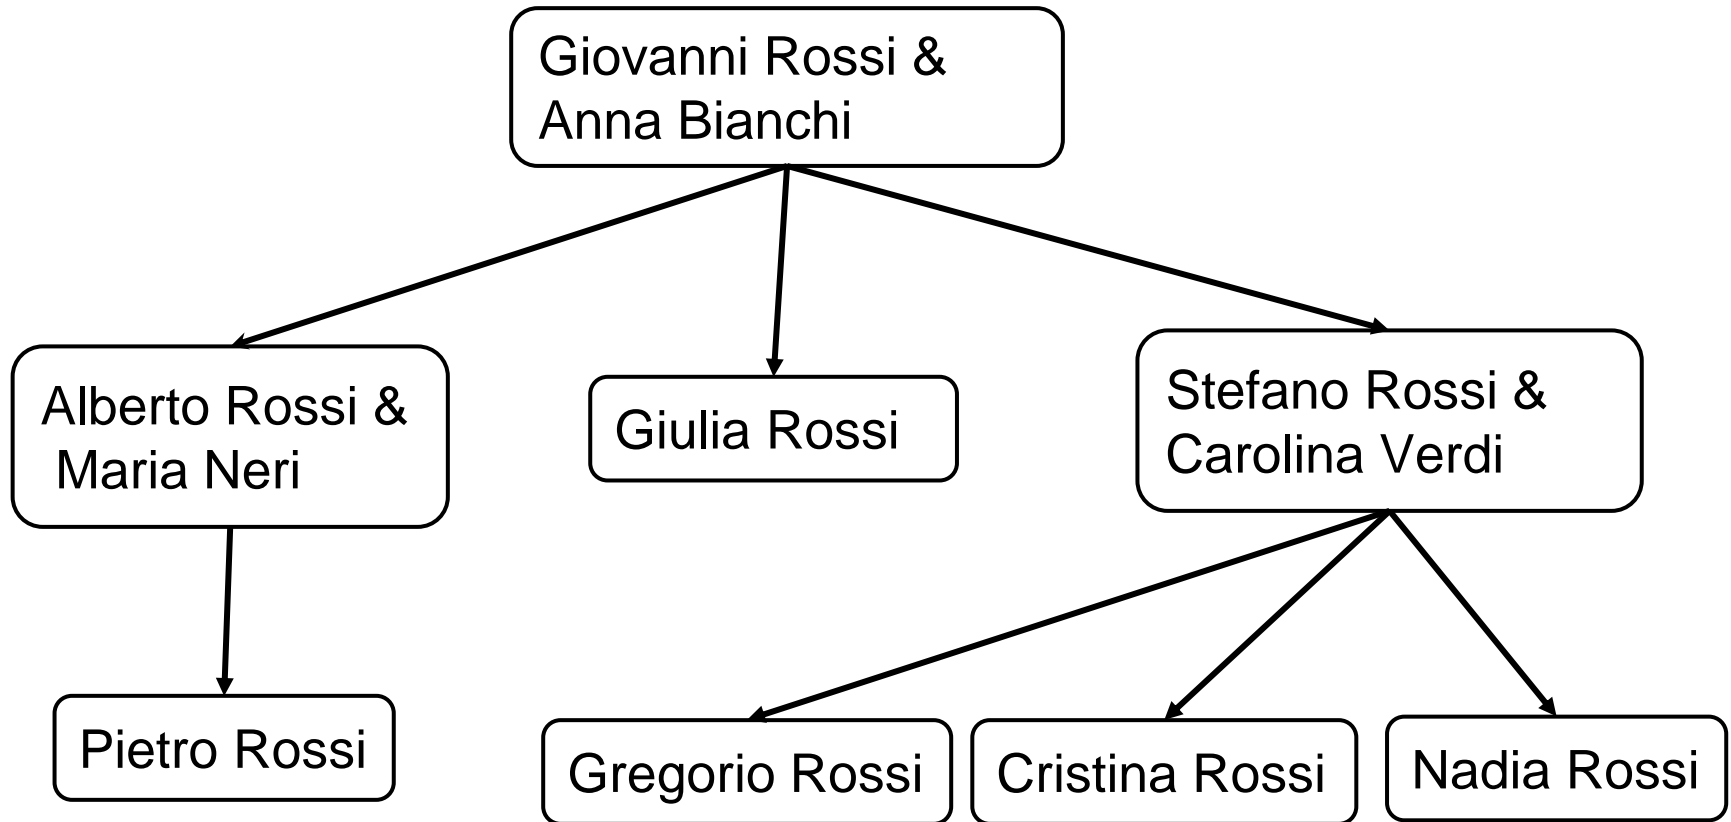 Giovanni Rossi &
Anna Bianchi
Alberto Rossi &
Maria Neri
Giulia Rossi
Stefano Rossi &
Carolina Verdi
Pietro Rossi
Gregorio Rossi
Cristina Rossi
Nadia Rossi